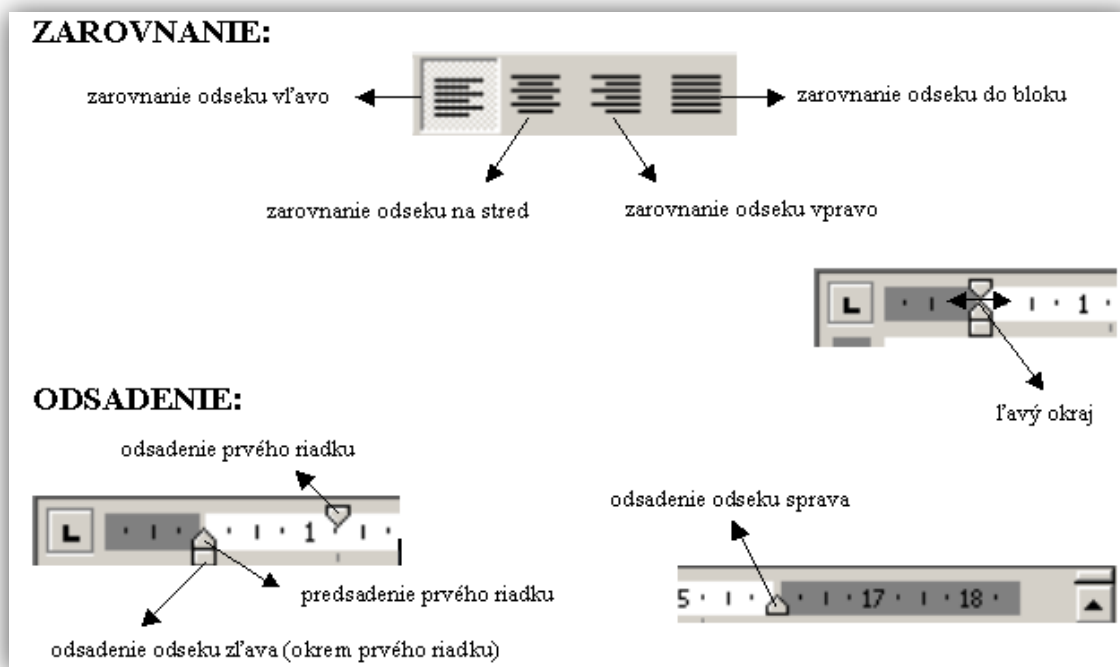 ZAROVNANIE:
zarovnanie odseku vľavo
zarovnanie odseku do bloku
zarovnanie odseku na stred
zarovnanie odseku vpravo
L
1
ľavý okraj
ODSADENIE:
odsadenie prvého riadku
L
1
predsadenie prvého riadku
odsadenie odseku zľava (okrem prvého riadku)
odsadenie odseku sprava
5 17 18